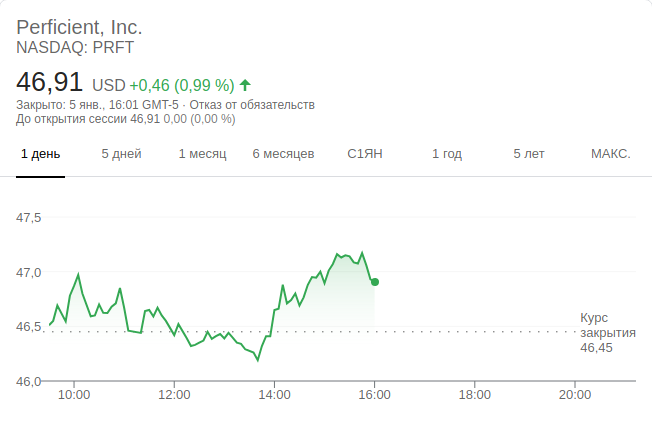 Perficient, Inc.
NASDAQ: PRFT
46,91 USD +0,46 (0,99 %)
Закрыто: 5 янв., 16:01 GMT-5 · Отказ от обязательств
До открытия сессии 46,91 0,00 (0,00 %)
1 день 5 дней 1 месяц 6 месяцев С1ЯН 1 год 5 лет МАКС.
47,5
47,0
46,5
46,0
Курс
закрытия
46,45
10:00 12:00 14:00 16:00 18:00 20:00